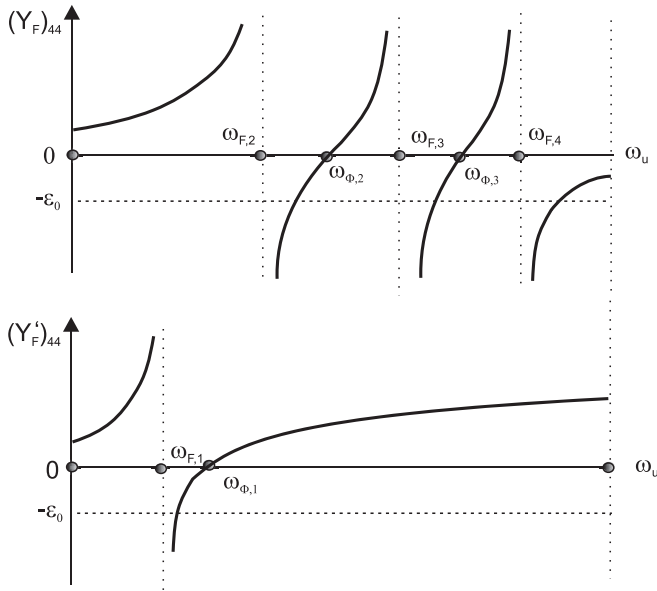 (Y_F)_44
ω_F,2 ω_F,3 ω_F,4
0 ω_u
ω_Φ,2 ω_Φ,3
-ε_0
(Y'_F)_44
ω_F,1
0 ω_u
ω_Φ,1
-ε_0